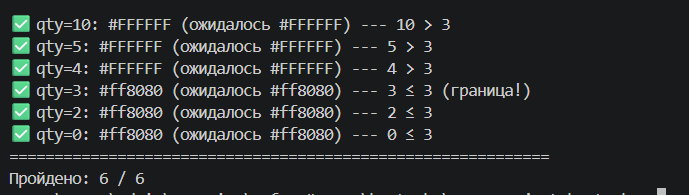 ✅ qty=10: #FFFFFF (ожидалось #FFFFFF) --- 10 > 3
✅ qty=5: #FFFFFF (ожидалось #FFFFFF) --- 5 > 3
✅ qty=4: #FFFFFF (ожидалось #FFFFFF) --- 4 > 3
✅ qty=3: #ff8080 (ожидалось #ff8080) --- 3 ≤ 3 (граница!)
✅ qty=2: #ff8080 (ожидалось #ff8080) --- 2 ≤ 3
✅ qty=0: #ff8080 (ожидалось #ff8080) --- 0 ≤ 3
============================================================
Пройдено: 6 / 6